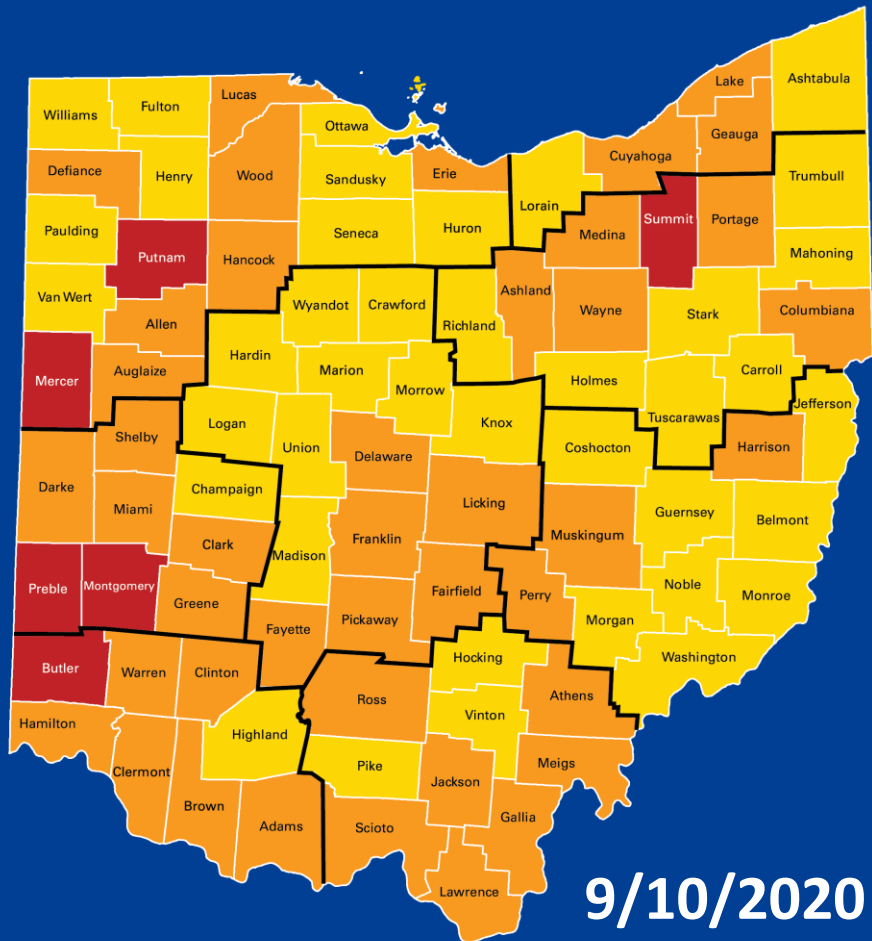 Lake
Ashtabula
Lucas
Williams
Fulton
Ottawa
Geauga
Cuyahoga
Defiance
Henry
Wood
Sandusky
Erie
Trumbull
Lorain
Summit
Portage
Paulding
Seneca
Huron
Medina
Mahoning
Putnam
Hancock
Van Wert
Ashland
Wyandot
Crawford
Wayne
Stark
Columbiana
Allen
Richland
Hardin
Marion
Auglaize
Mercer
Morrow
Holmes
Carroll
Jefferson
Tuscarawas
Logan
Knox
Shelby
Union
Coshocton
Harrison
Delaware
Darke
Champaign
Licking
Miami
Guernsey
Belmont
Muskingum
Franklin
Clark
Madison
Preble
Montgomery
Noble
Monroe
Fairfield
Perry
Greene
Pickaway
Fayette
Morgan
Hocking
Washington
Butler
Warren
Clinton
Ross
Athens
Vinton
Hamilton
Highland
Pike
Meigs
Clermont
Jackson
Brown
Gallia
Adams
Scioto
Lawrence
9/10/2020